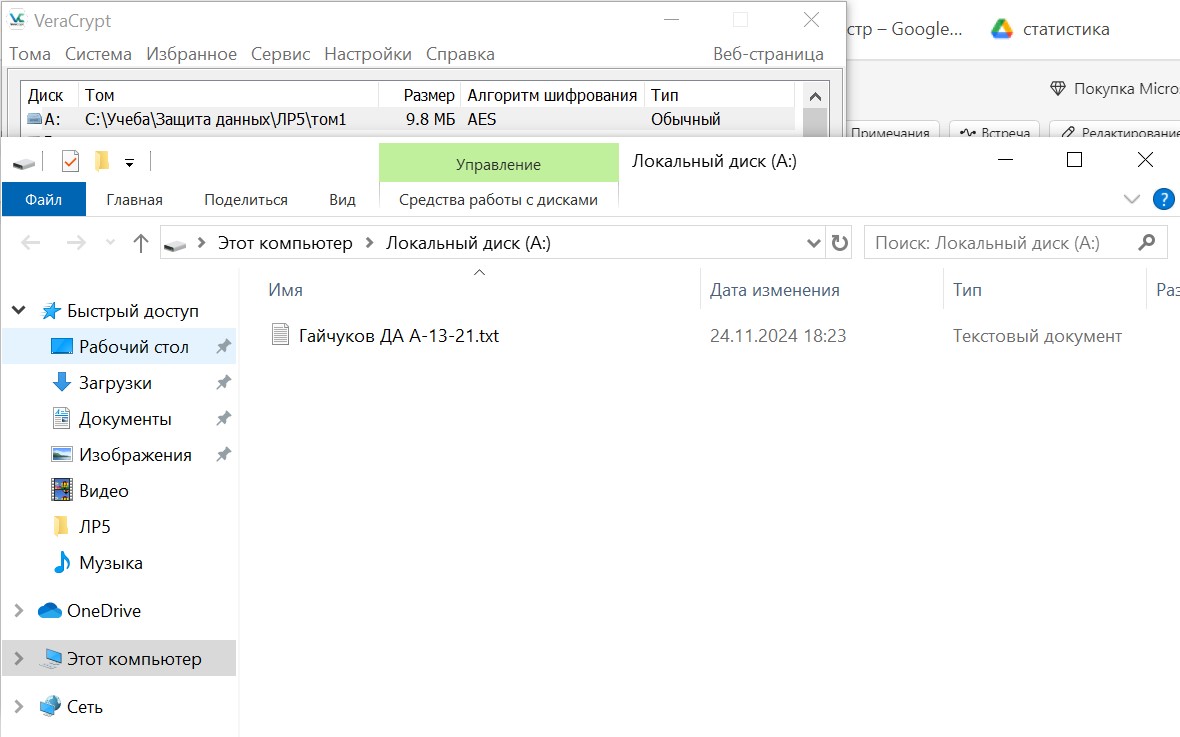 VeraCrypt
стр – Google... статистика
Тома Система Избранное Сервис Настройки Справка Веб-страница
Покупка Micro
Диск Том Размер Алгоритм шифрования Тип
A: C:\Учеба\Защита данных\ЛР5\том1 9.8 МБ AES Обычный
Примечания Встреча Редактирование
Управление Локальный диск (A:)
Файл Главная Поделиться Вид Средства работы с дисками
Этот компьютер Локальный диск (A:) Поиск: Локальный диск (A:)
Имя Дата изменения Тип Раз
Быстрый доступ
Гайчуков ДА А-13-21.txt 24.11.2024 18:23 Текстовый документ
Рабочий стол
Загрузки
Документы
Изображения
Видео
ЛР5
Музыка
OneDrive
Этот компьютер
Сеть